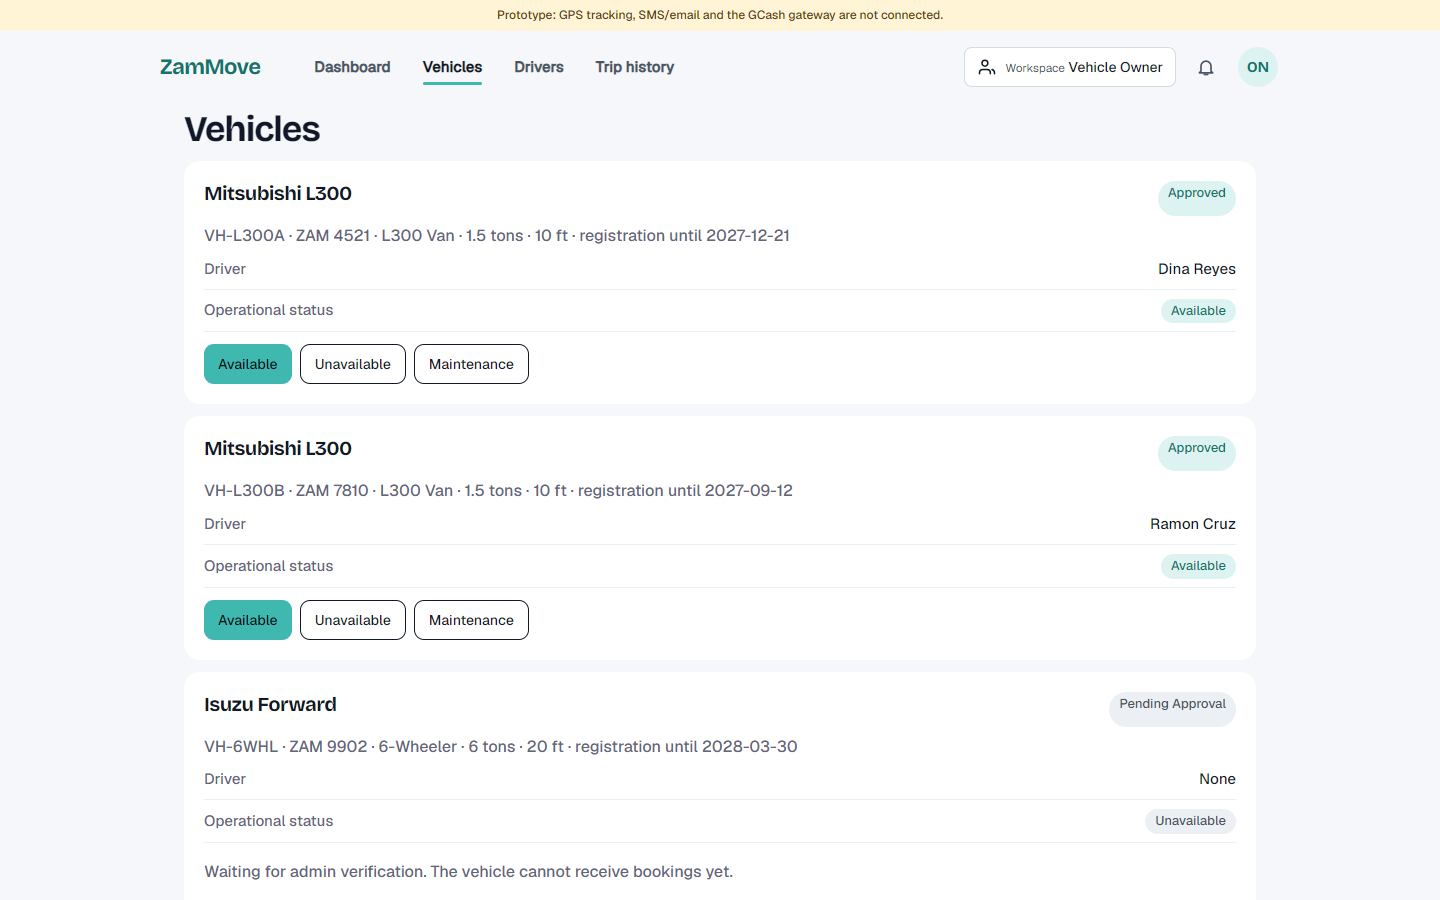 Prototype: GPS tracking, SMS/email and the GCash gateway are not connected.
ZamMove Dashboard Vehicles Drivers Trip history Workspace Vehicle Owner ON
Vehicles
Mitsubishi L300 Approved
VH-L300A · ZAM 4521 · L300 Van · 1.5 tons · 10 ft · registration until 2027-12-21
Driver Dina Reyes
Operational status Available
Available Unavailable Maintenance
Mitsubishi L300 Approved
VH-L300B · ZAM 7810 · L300 Van · 1.5 tons · 10 ft · registration until 2027-09-12
Driver Ramon Cruz
Operational status Available
Available Unavailable Maintenance
Isuzu Forward Pending Approval
VH-6WHL · ZAM 9902 · 6-Wheeler · 6 tons · 20 ft · registration until 2028-03-30
Driver None
Operational status Unavailable
Waiting for admin verification. The vehicle cannot receive bookings yet.